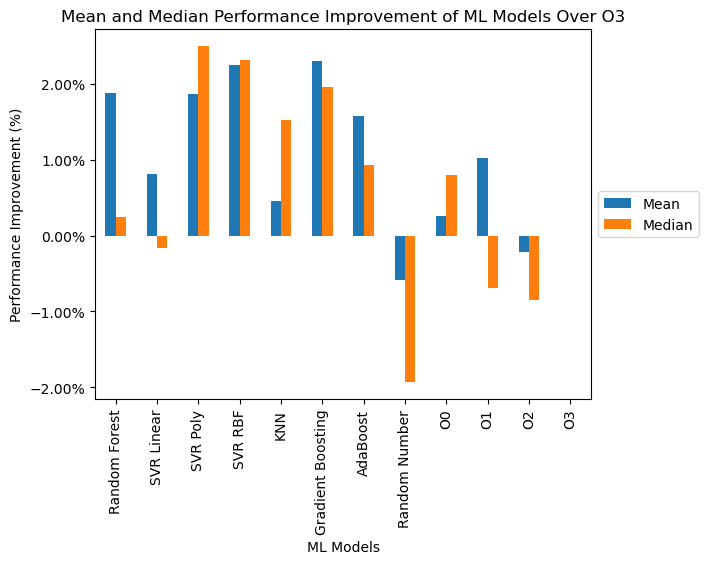 Mean and Median Performance Improvement of ML Models Over O3
Performance Improvement (%)
2.00%
1.00%
0.00%
−1.00%
−2.00%
Mean
Median
Random Forest
SVR Linear
SVR Poly
SVR RBF
KNN
Gradient Boosting
AdaBoost
Random Number
O0
O1
O2
O3
ML Models